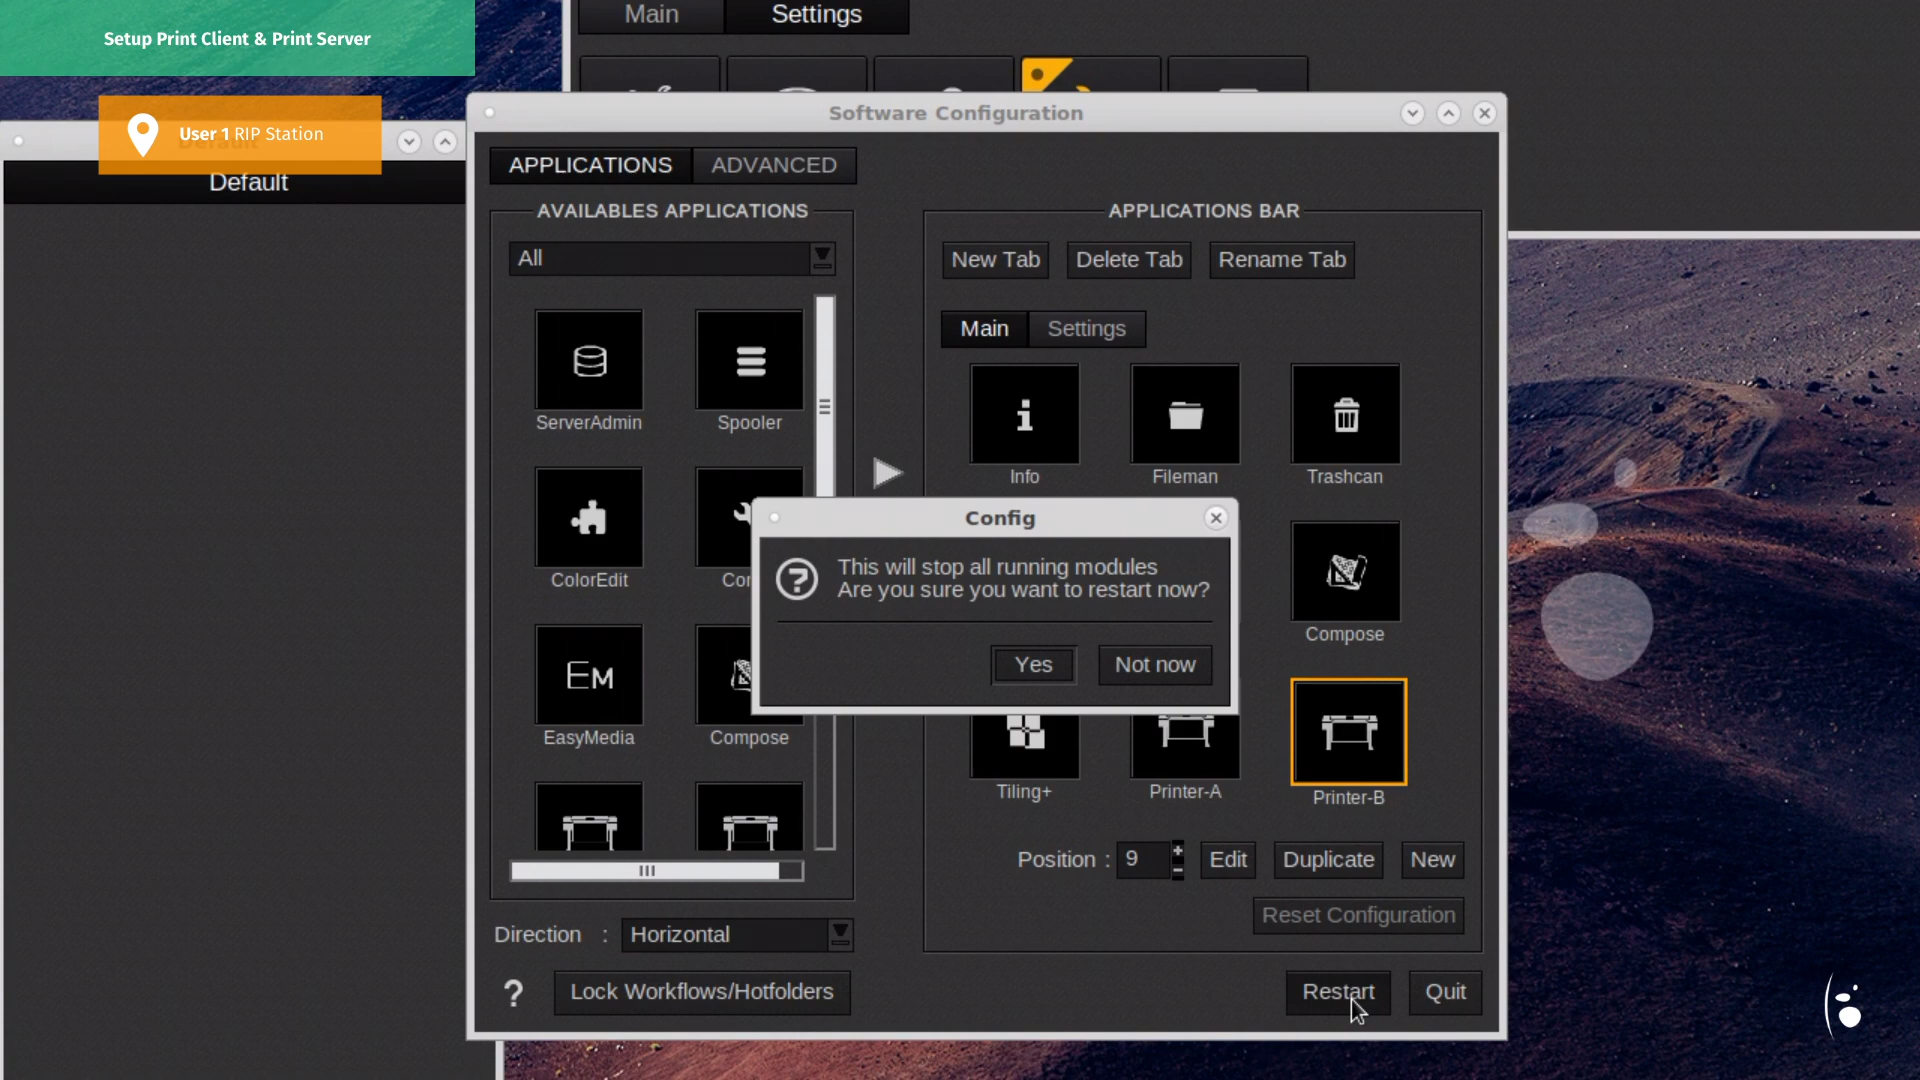 Main
Settings
Setup Print Client & Print Server
User 1 RIP Station
Default
Software Configuration
APPLICATIONS
ADVANCED
AVAILABLES APPLICATIONS
All
ServerAdmin
Spooler
ColorEdit
Con
EasyMedia
Compose
Direction :
Horizontal
?
Lock Workflows/Hotfolders
APPLICATIONS BAR
New Tab
Delete Tab
Rename Tab
Main
Settings
Info
Fileman
Trashcan
Compose
Tiling+
Printer-A
Printer-B
Position :
9
Edit
Duplicate
New
Reset Configuration
Restart
Quit
Config
This will stop all running modules
Are you sure you want to restart now?
Yes
Not now